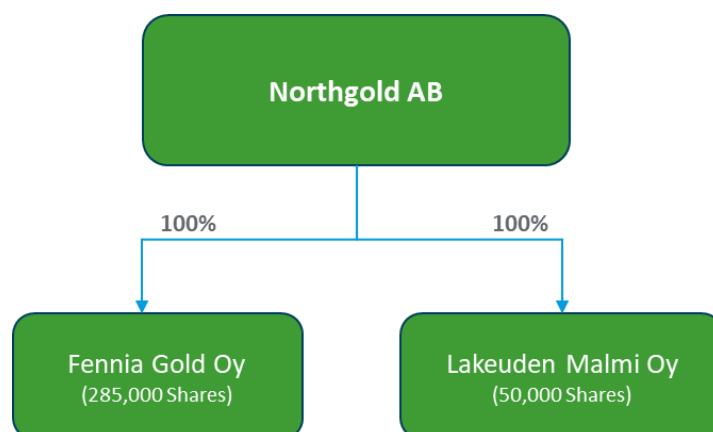 Northgold AB
100%
100%
Fennia Gold Oy
(285,000 Shares)
Lakeuden Malmi Oy
(50,000 Shares)